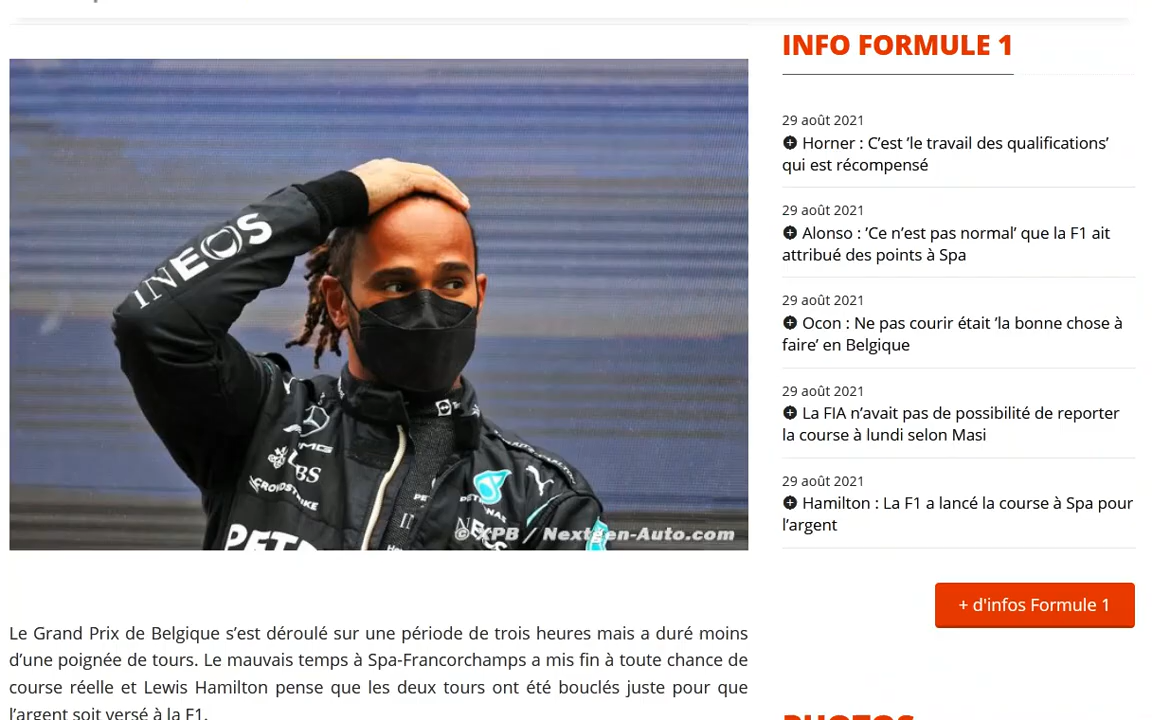 INEOS
AMG
UBS
CROWDSTRIKE
© XPB / Nextgen-Auto.com
Le Grand Prix de Belgique s’est déroulé sur une période de trois heures mais a duré moins
d’une poignée de tours. Le mauvais temps à Spa-Francorchamps a mis fin à toute chance de
course réelle et Lewis Hamilton pense que les deux tours ont été bouclés juste pour que
l’argent soit versé à la F1.
INFO FORMULE 1
29 août 2021
Horner : C’est ’le travail des qualifications’
qui est récompensé
29 août 2021
Alonso : ’Ce n’est pas normal’ que la F1 ait
attribué des points à Spa
29 août 2021
Ocon : Ne pas courir était ’la bonne chose à
faire’ en Belgique
29 août 2021
La FIA n’avait pas de possibilité de reporter
la course à lundi selon Masi
29 août 2021
Hamilton : La F1 a lancé la course à Spa pour
l’argent
+ d'infos Formule 1
PHOTOS